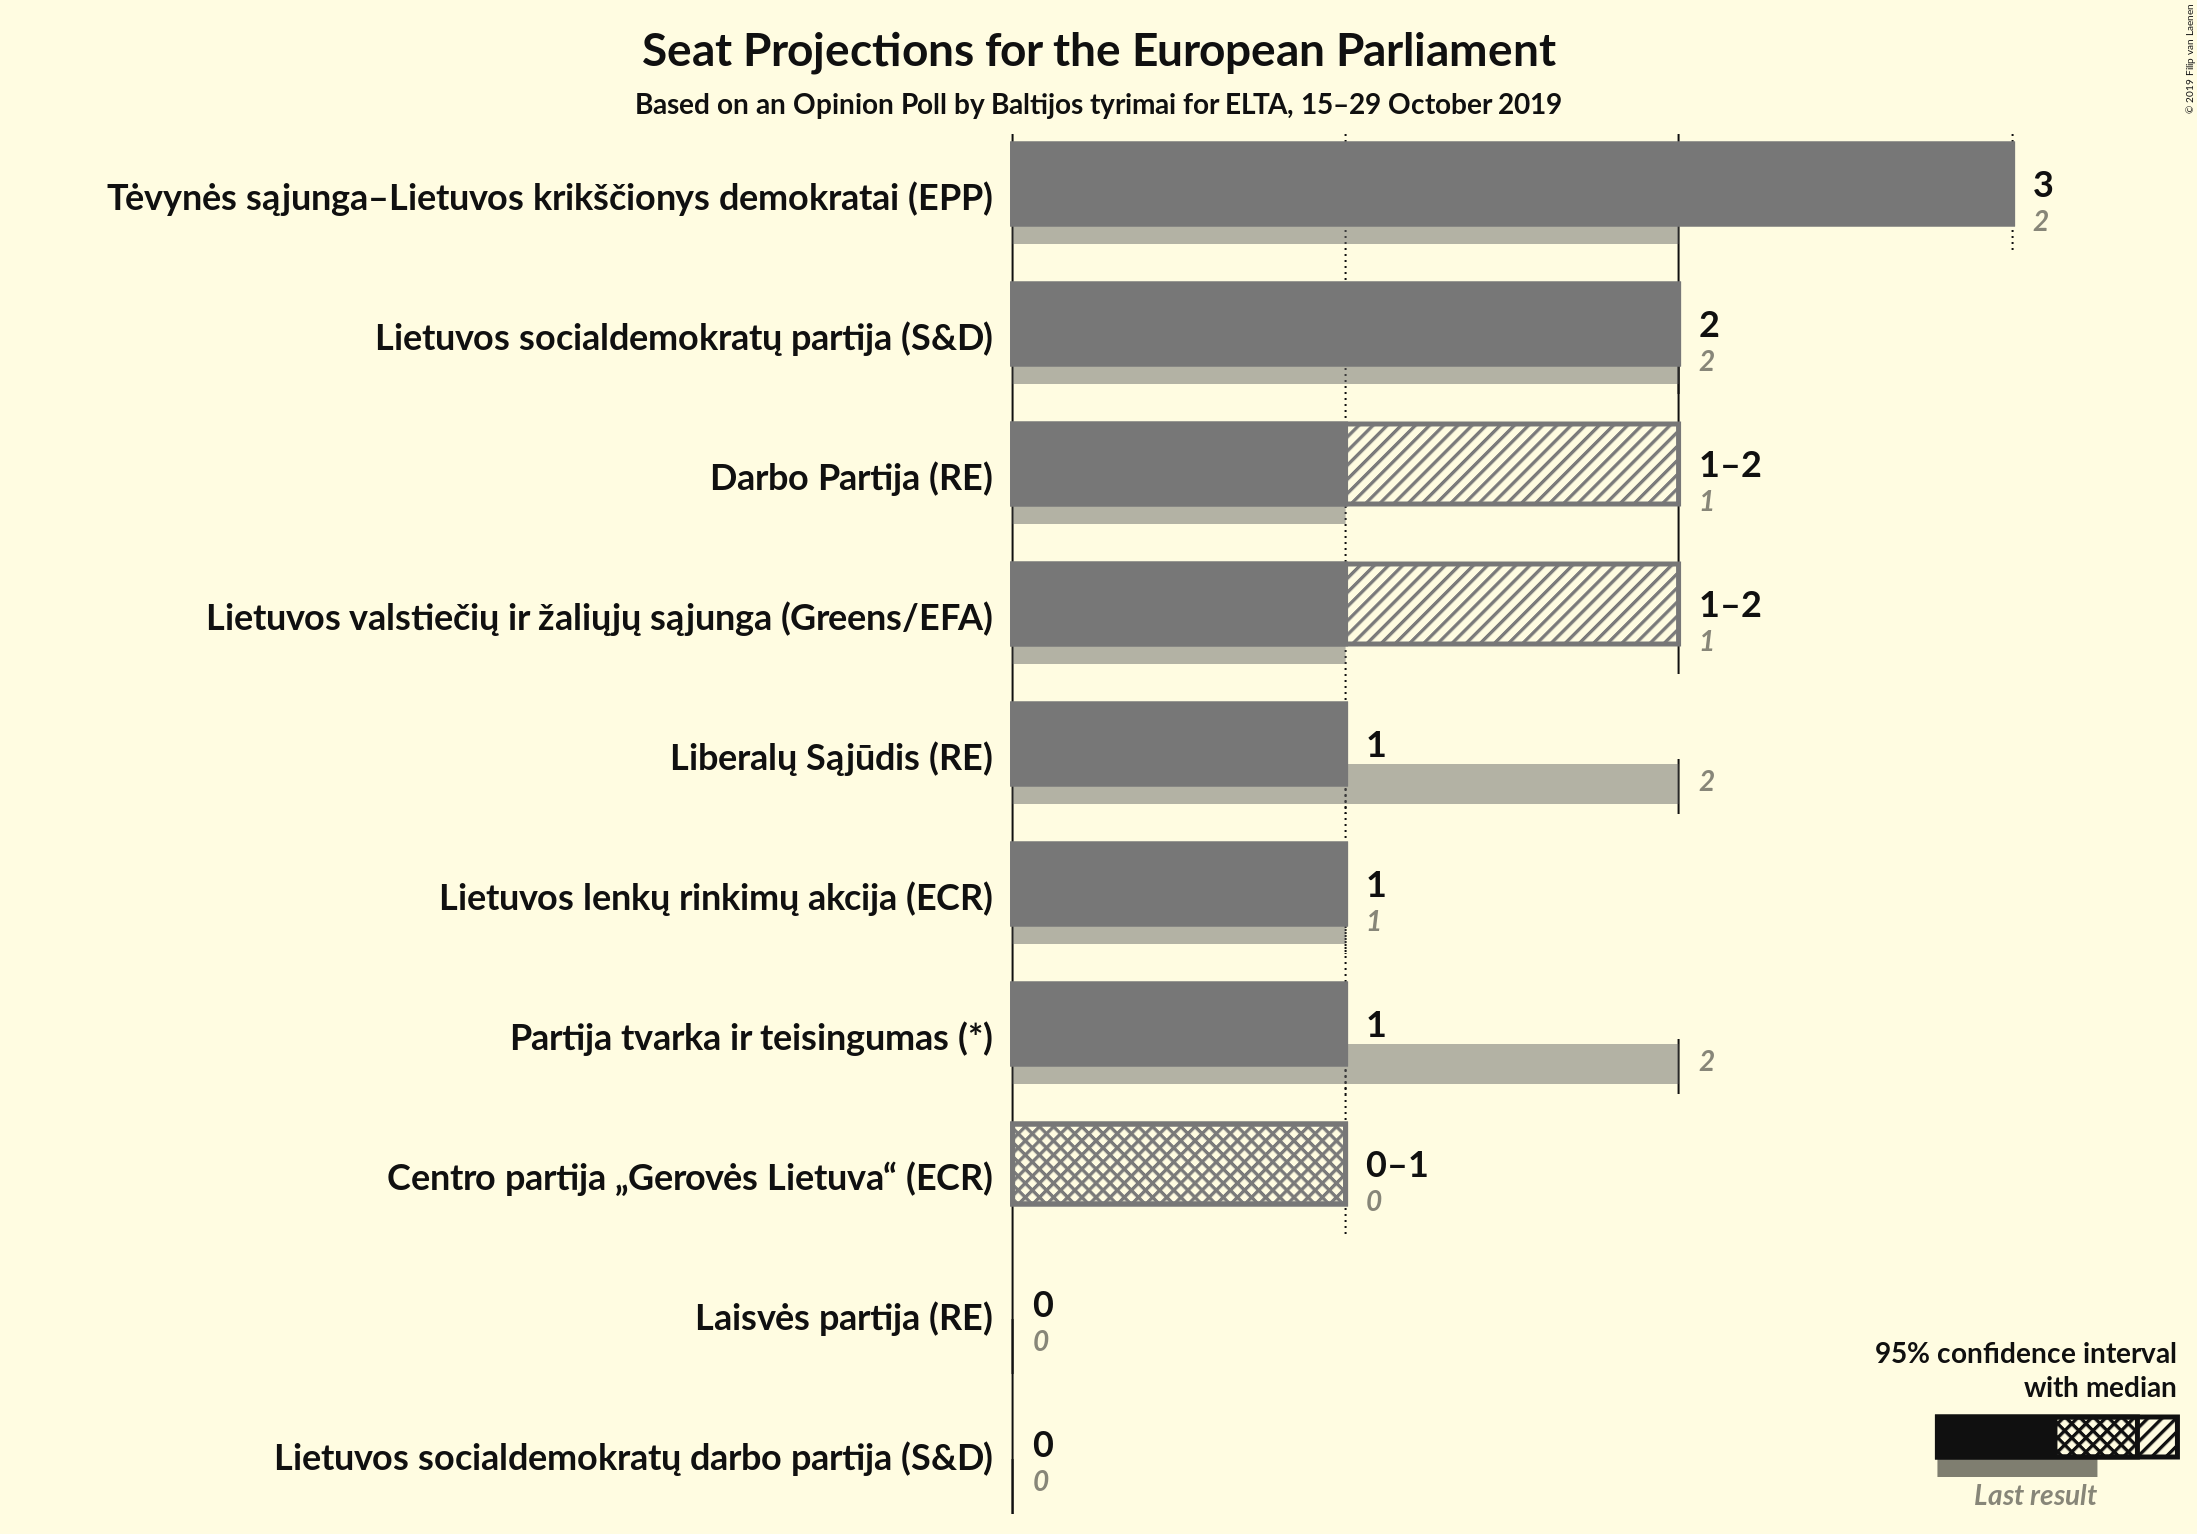 Seat Projections for the European Parliament
Based on an Opinion Poll by Baltijos tyrimai for ELTA, 15–29 October 2019
© 2019 Filip van Laenen
Tėvynės sąjunga–Lietuvos krikščionys demokratai (EPP)
3
2
Lietuvos socialdemokratų partija (S&D)
2
2
Darbo Partija (RE)
1–2
1
Lietuvos valstiečių ir žaliųjų sąjunga (Greens/EFA)
1–2
1
Liberalų Sąjūdis (RE)
1
2
Lietuvos lenkų rinkimų akcija (ECR)
1
1
Partija tvarka ir teisingumas (*)
1
2
Centro partija „Gerovės Lietuva“ (ECR)
0–1
0
Laisvės partija (RE)
0
0
Lietuvos socialdemokratų darbo partija (S&D)
0
0
95% confidence interval
with median
Last result